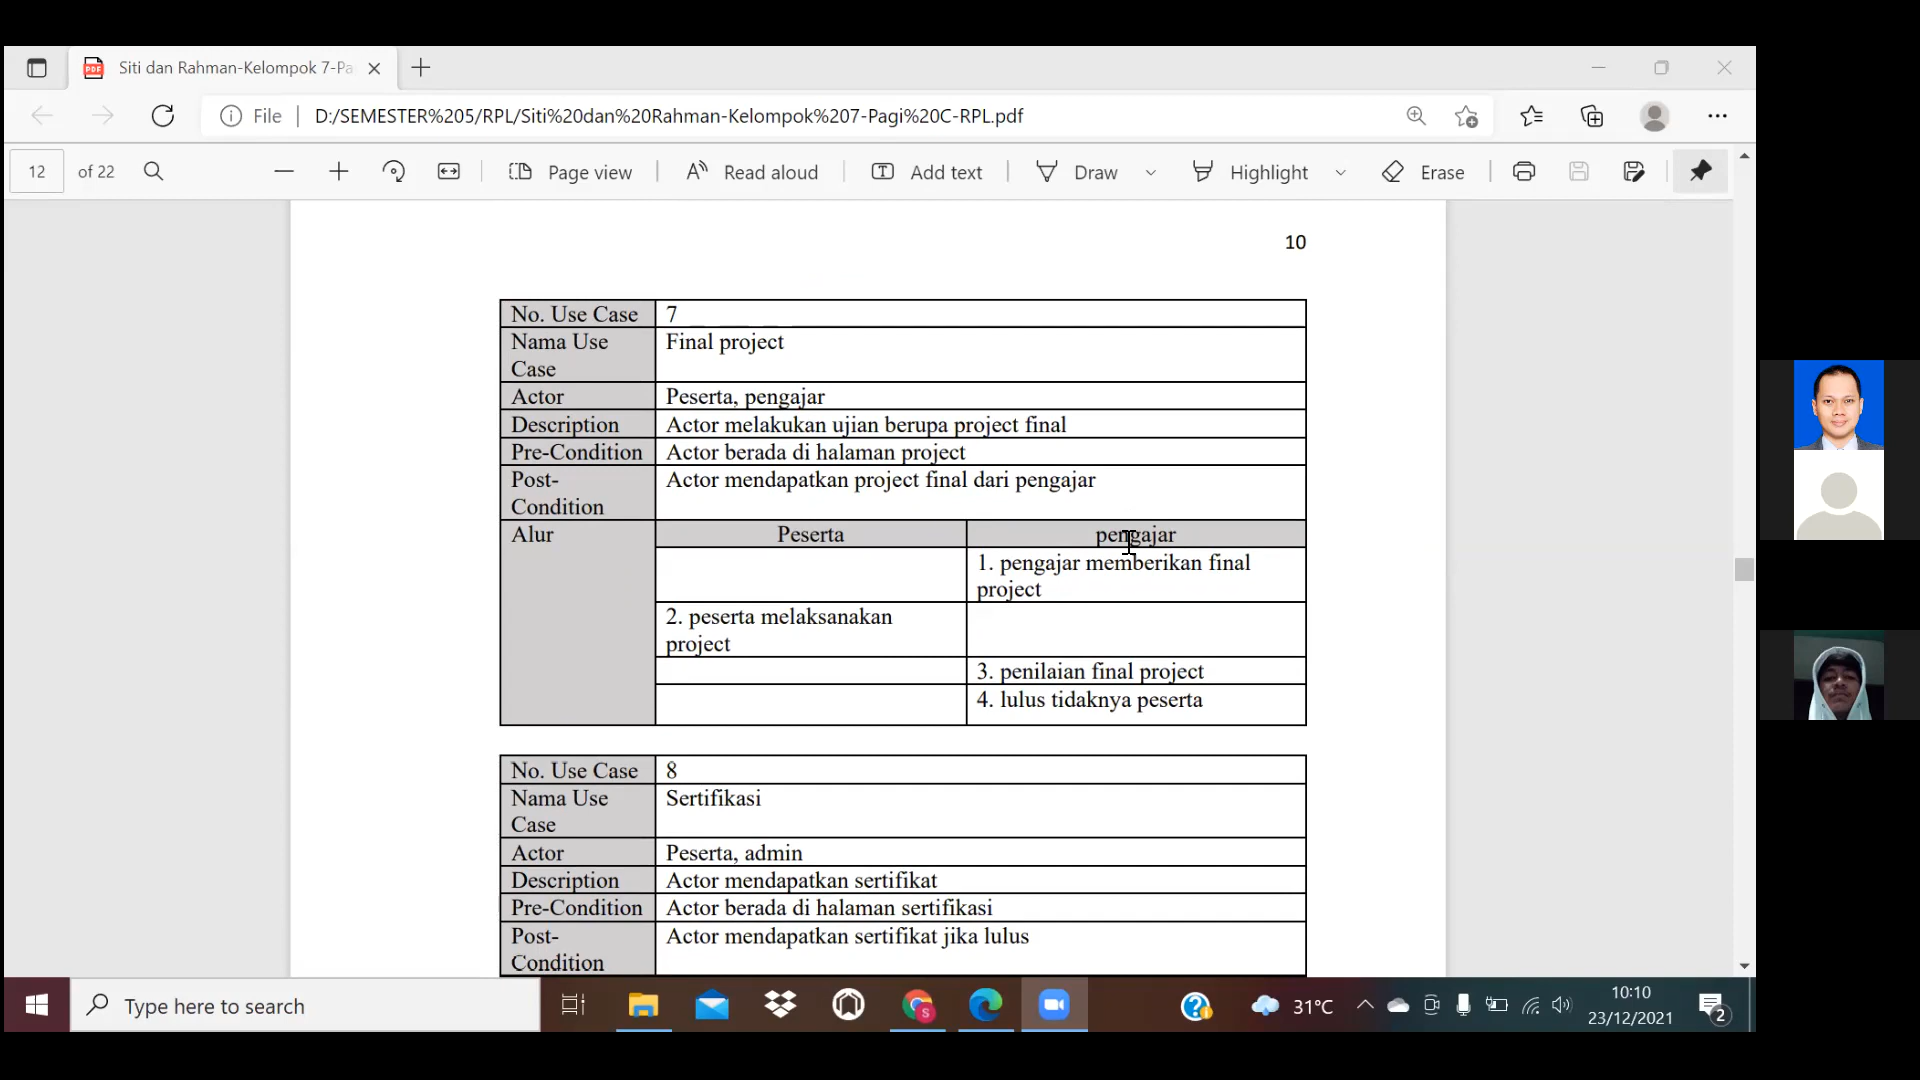 Siti dan Rahman-Kelompok 7-Pa
File D:/SEMESTER%205/RPL/Siti%20dan%20Rahman-Kelompok%207-Pagi%20C-RPL.pdf
12 of 22 Page view Read aloud Add text Draw Highlight Erase
10
No. Use Case 7
Nama Use Final project
Case
Actor Peserta, pengajar
Description Actor melakukan ujian berupa project final
Pre-Condition Actor berada di halaman project
Post- Actor mendapatkan project final dari pengajar
Condition
Alur Peserta pengajar
1. pengajar memberikan final
project
2. peserta melaksanakan
project
3. penilaian final project
4. lulus tidaknya peserta
No. Use Case 8
Nama Use Sertifikasi
Case
Actor Peserta, admin
Description Actor mendapatkan sertifikat
Pre-Condition Actor berada di halaman sertifikasi
Post- Actor mendapatkan sertifikat jika lulus
Condition
Type here to search 31°C 10:10
23/12/2021 2